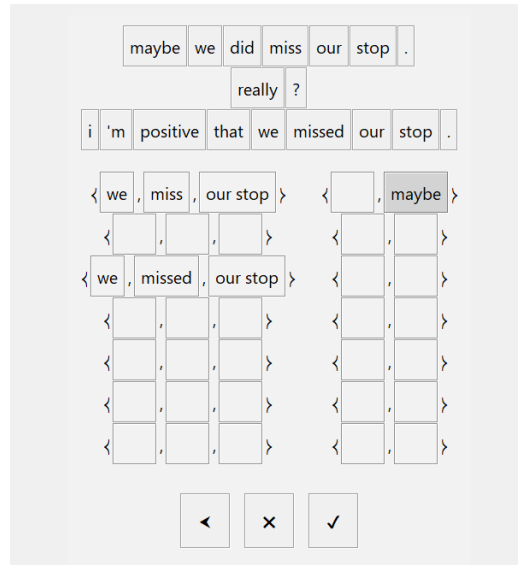 maybe we did miss our stop .
really ?
i 'm positive that we missed our stop .
{ we , miss , our stop } { , maybe }
{ , , } { , }
{ we , missed , our stop } { , }
{ , , } { , }
{ , , } { , }
{ , , } { , }
{ , , } { , }